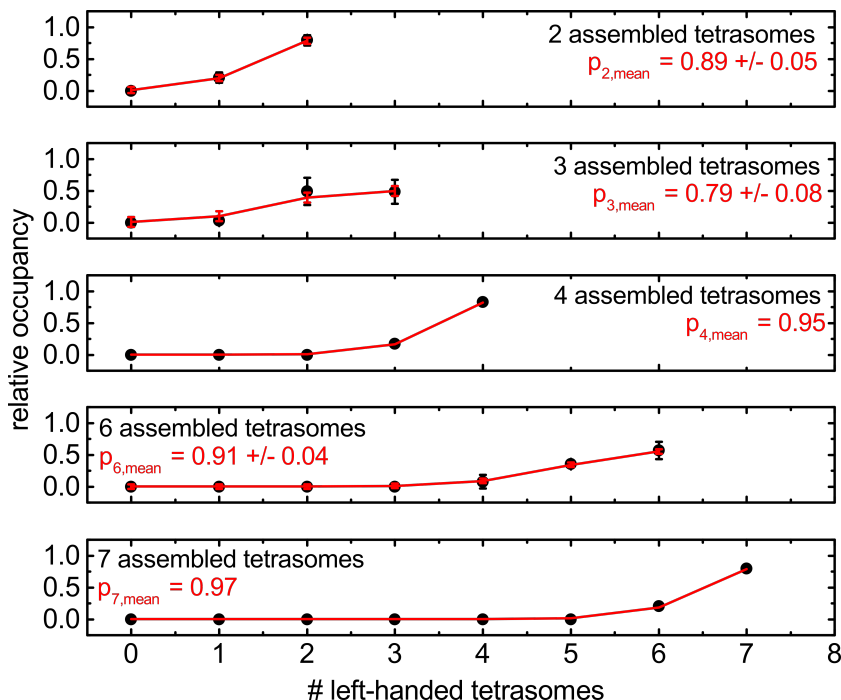 relative occupancy
1.0
0.5
0.0
2 assembled tetrasomes
p2,mean = 0.89 +/- 0.05
1.0
0.5
0.0
3 assembled tetrasomes
p3,mean = 0.79 +/- 0.08
1.0
0.5
0.0
4 assembled tetrasomes
p4,mean = 0.95
1.0
0.5
0.0
6 assembled tetrasomes
p6,mean = 0.91 +/- 0.04
1.0
0.5
0.0
7 assembled tetrasomes
p7,mean = 0.97
0 1 2 3 4 5 6 7 8
# left-handed tetrasomes